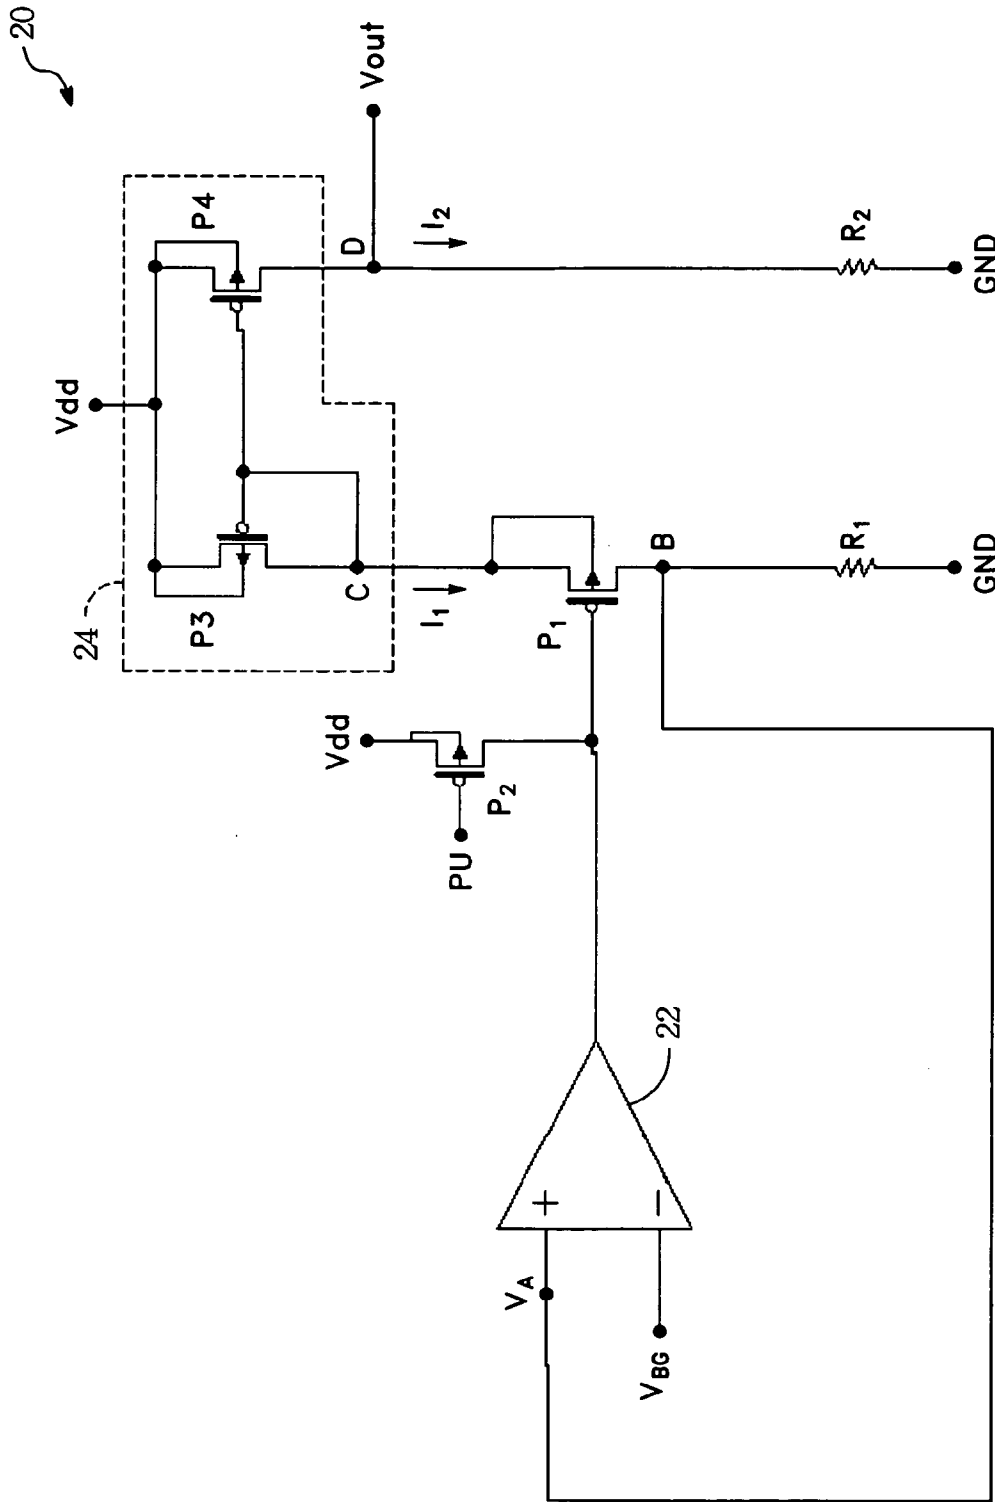 20
Vdd
24
P3
P4
C
D
Vout
I1
I2
Vdd
PU
P2
P1
B
R1
R2
GND
GND
22
VA
+
VBG
−